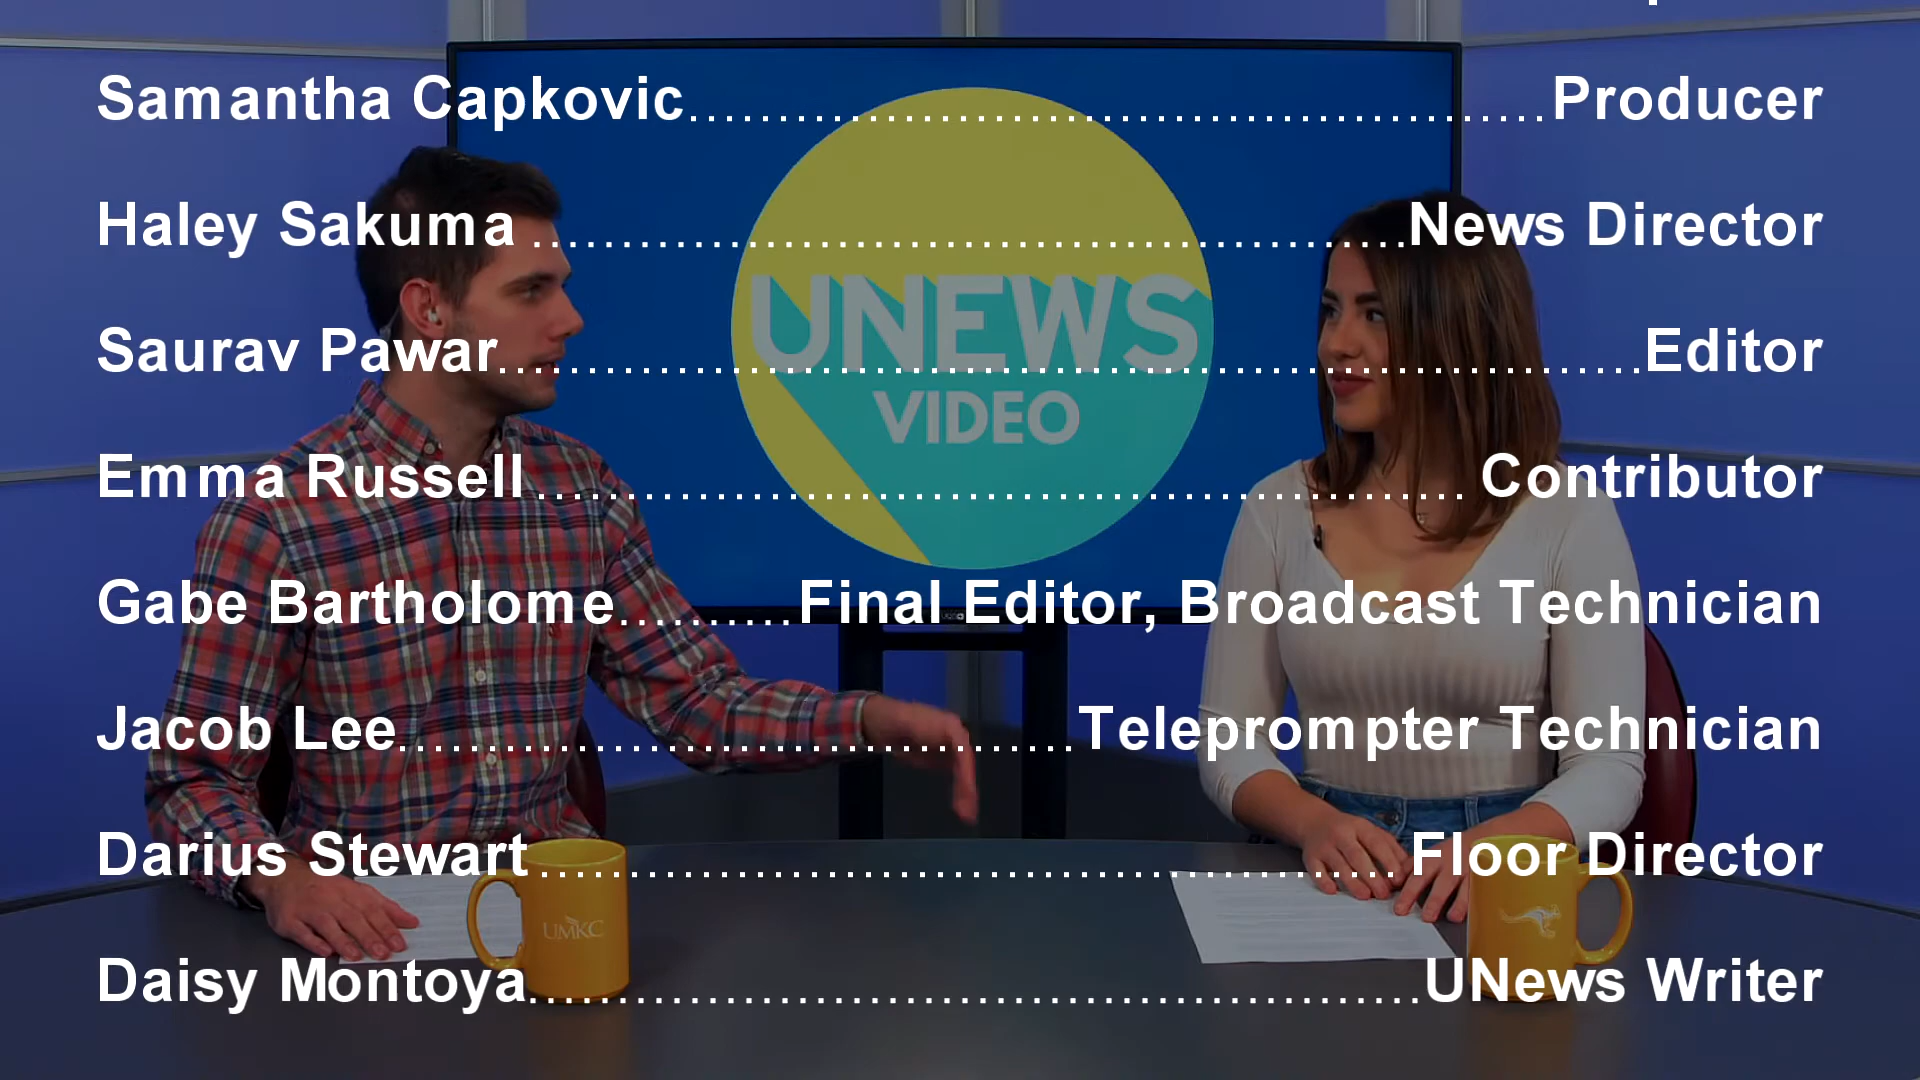 Samantha Capkovic................................................Producer
Haley Sakuma .................................................News Director
Saurav Pawar................................................................Editor
Emma Russell.................................................... Contributor
Gabe Bartholome..........Final Editor, Broadcast Technician
Jacob Lee......................................Teleprompter Technician
Darius Stewart................................................ Floor Director
Daisy Montoya..................................................UNews Writer
UNEWS
VIDEO
UMKC